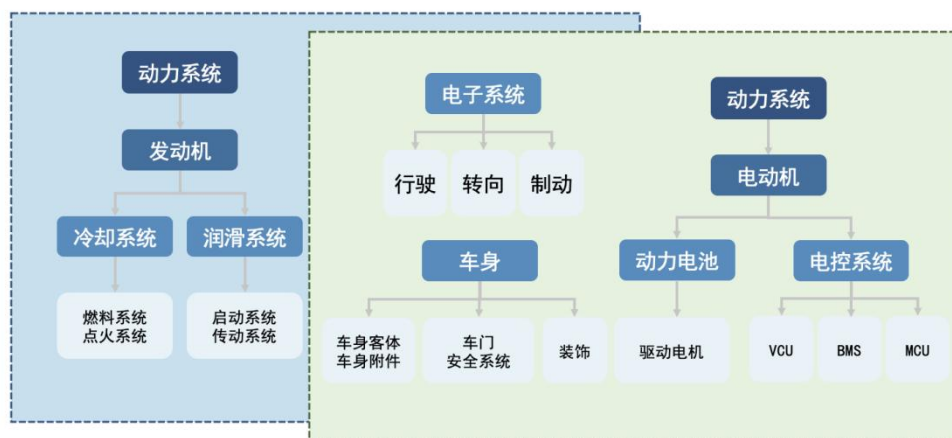 动力系统
发动机
冷却系统
润滑系统
燃料系统
点火系统
启动系统
传动系统
电子系统
行驶
转向
制动
车身
车身客体
车身附件
车门
安全系统
装饰
动力系统
电动机
动力电池
电控系统
驱动电机
VCU
BMS
MCU